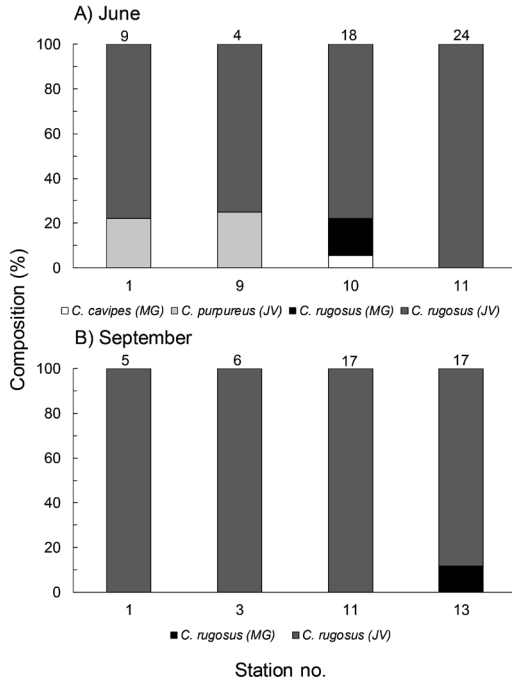 A) June
9 4 18 24
100
80
60
40
20
0
1 9 10 11
C. cavipes (MG) C. purpureus (JV) C. rugosus (MG) C. rugosus (JV)
Composition (%)
B) September
5 6 17 17
100
80
60
40
20
0
1 3 11 13
C. rugosus (MG) C. rugosus (JV)
Station no.